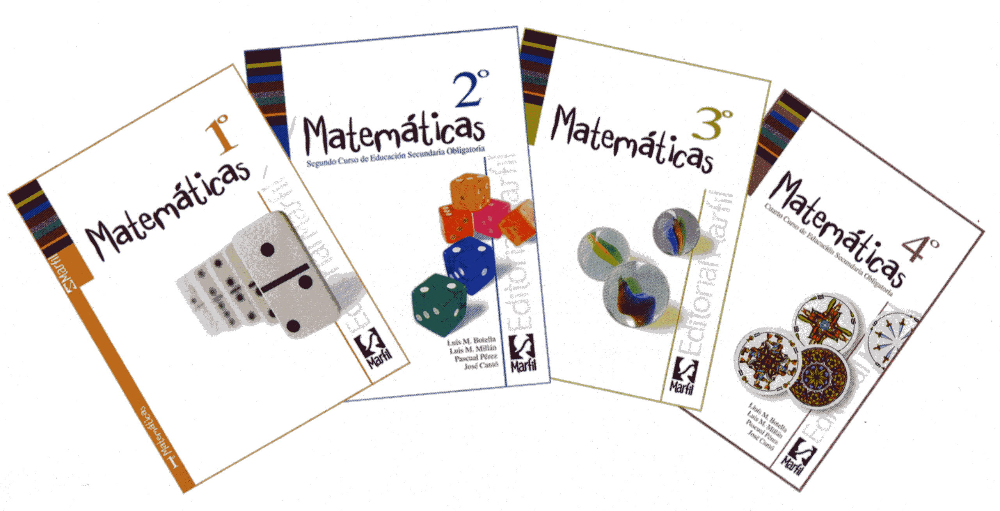 1º
Matemáticas
Editorial Marfil
Marfil
Marfil
1º Matemáticas
2º
Matemáticas
Segundo Curso de Educación Secundaria Obligatoria
Editorial Marfil
Luis M. Botella
Luis M. Millán
Pascual Pérez
José Cantó
Marfil
3º
Matemáticas
Editorial Marfil
Marfil
4º
Matemáticas
Cuarto Curso de Educación Secundaria Obligatoria
Editorial M
Lluís M. Botella
Luis M. Millán
Pascual Pérez
José Cantó
Marfil